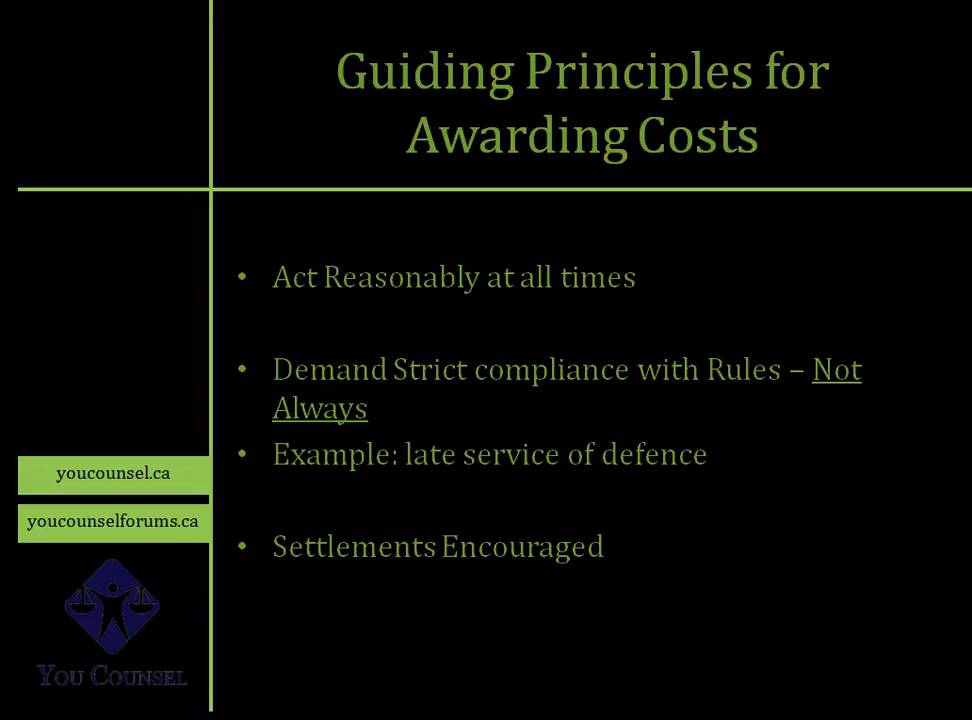 Guiding Principles for
Awarding Costs
• Act Reasonably at all times
• Demand Strict compliance with Rules – Not
Always
• Example: late service of defence
• Settlements Encouraged
youcounsel.ca
youcounselforums.ca
YOU COUNSEL